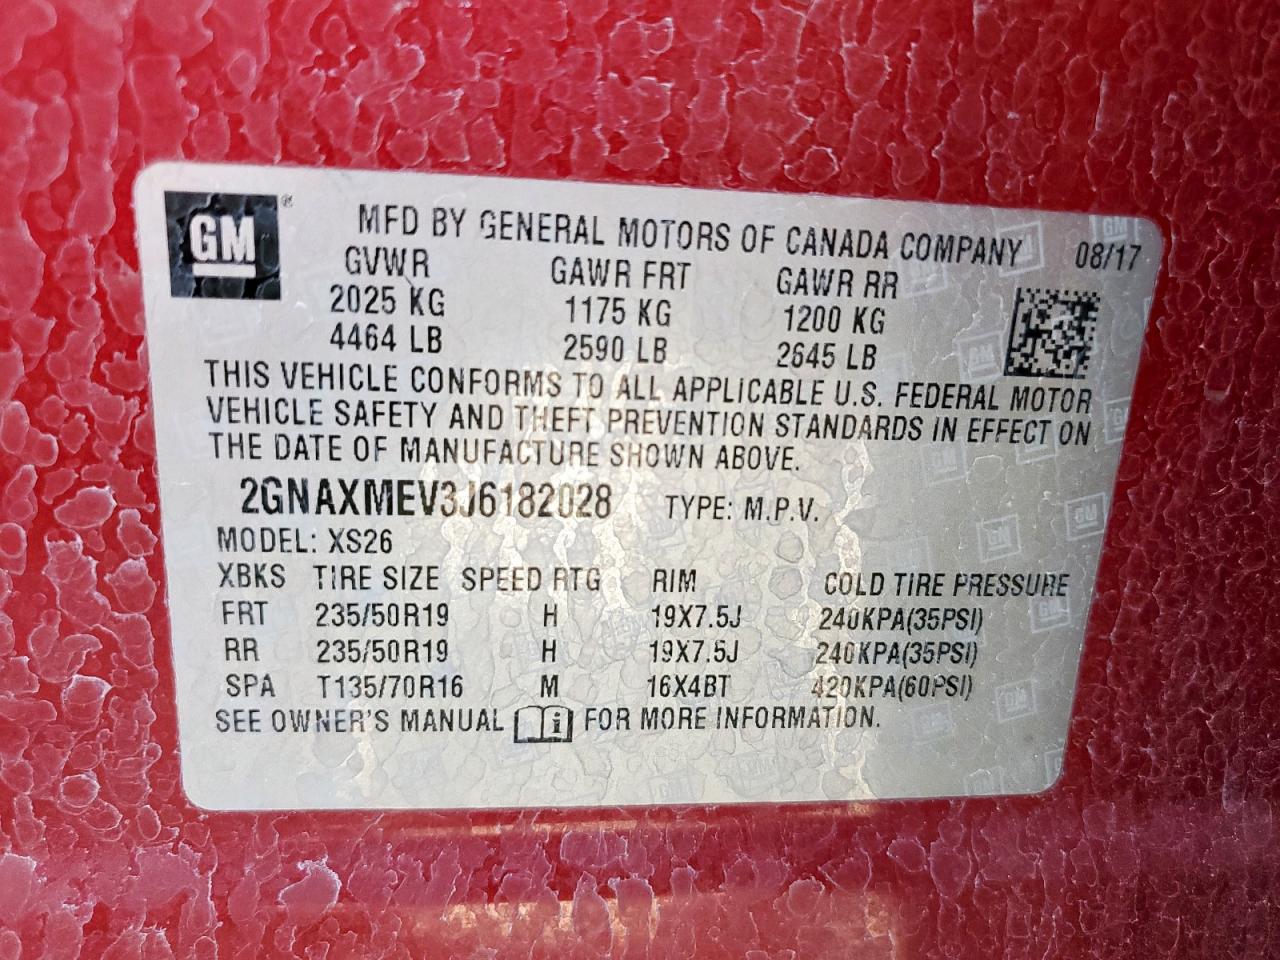 GM® MFD BY GENERAL MOTORS OF CANADA COMPANY 08/17
GVWR GAWR FRT GAWR RR
2025 KG 1175 KG 1200 KG
4464 LB 2590 LB 2645 LB
THIS VEHICLE CONFORMS TO ALL APPLICABLE U.S. FEDERAL MOTOR
VEHICLE SAFETY AND THEFT PREVENTION STANDARDS IN EFFECT ON
THE DATE OF MANUFACTURE SHOWN ABOVE.
2GNAXMEV3J6182028 TYPE: M.P.V.
MODEL: XS26
XBKS TIRE SIZE SPEED RTG RIM COLD TIRE PRESSURE
FRT 235/50R19 H 19X7.5J 240KPA(35PSI)
RR 235/50R19 H 19X7.5J 240KPA(35PSI)
SPA T135/70R16 M 16X4BT 420KPA(60PSI)
SEE OWNER'S MANUAL i FOR MORE INFORMATION.